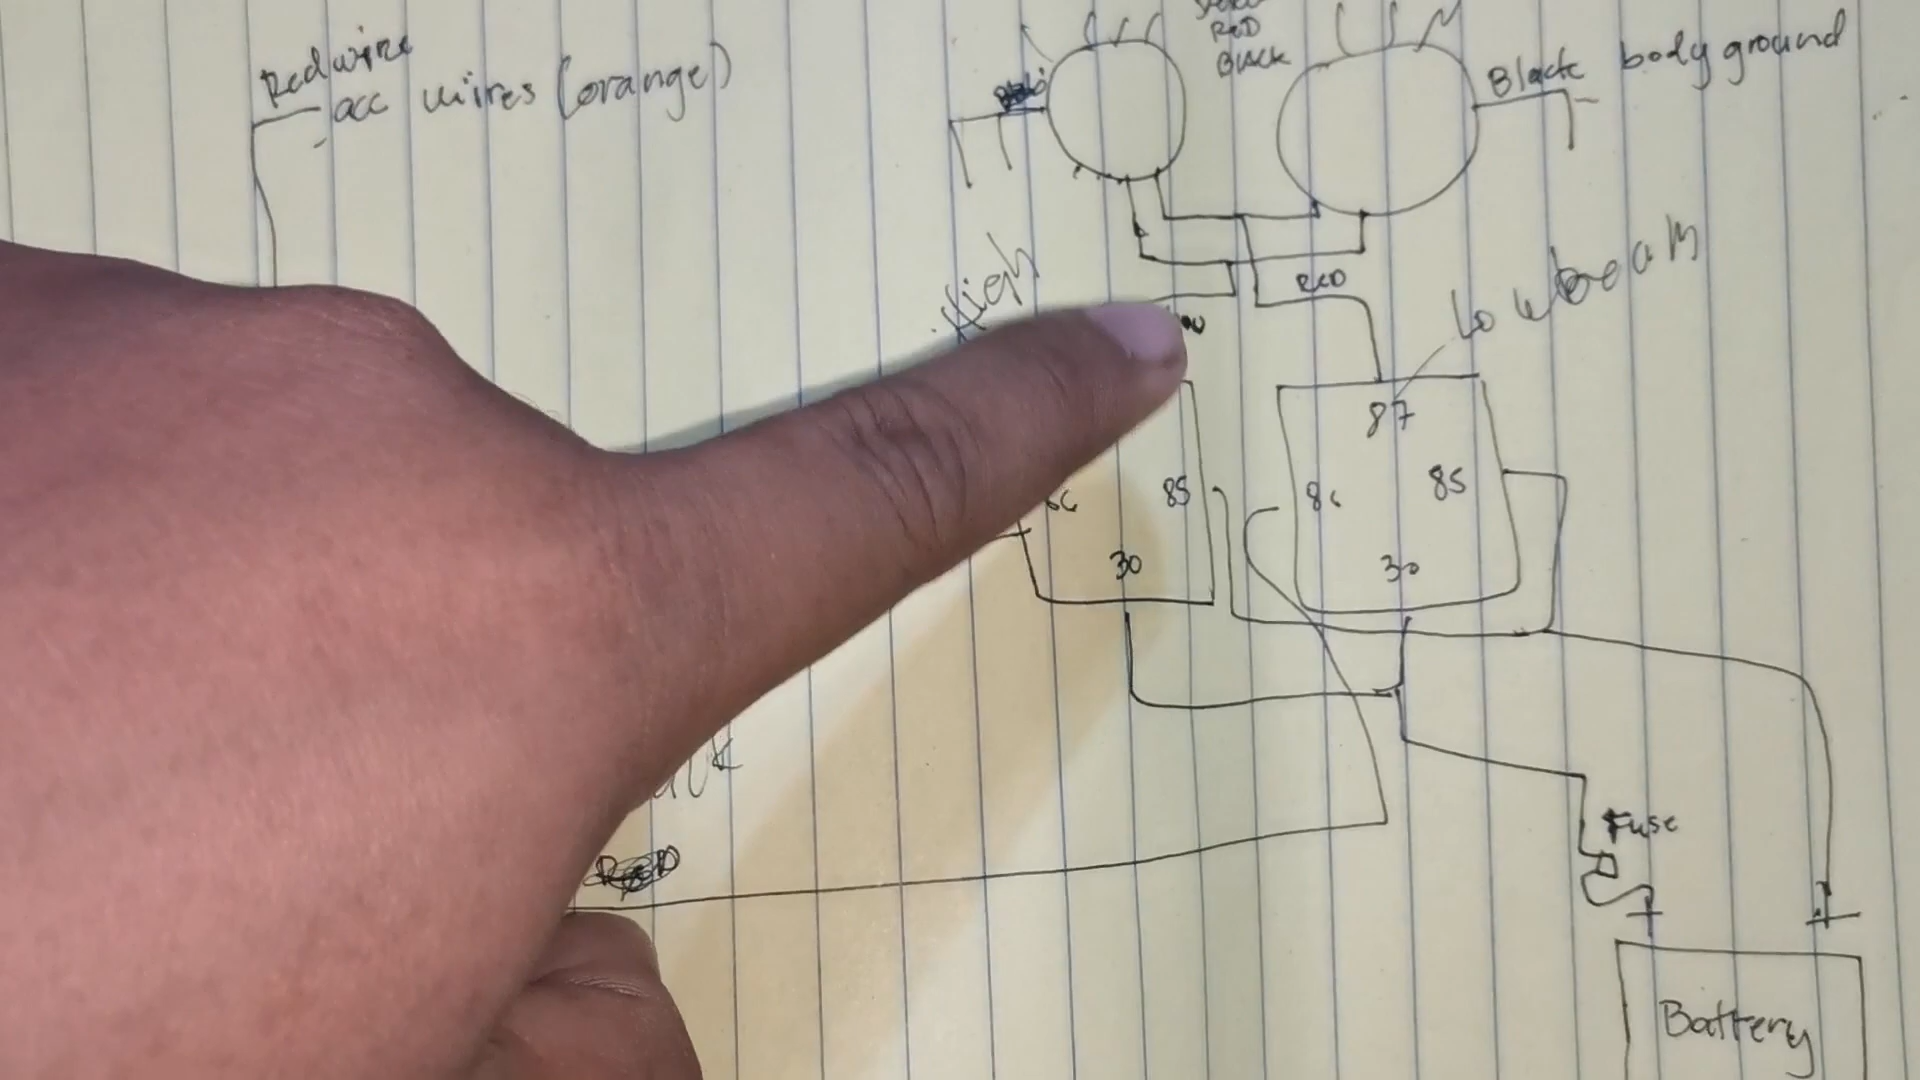 Red wire
acc wires (orange)
RED
BLACK
Black body ground
High
RED
Low beam
87
86
85
30
85
30
Fuse
Battery